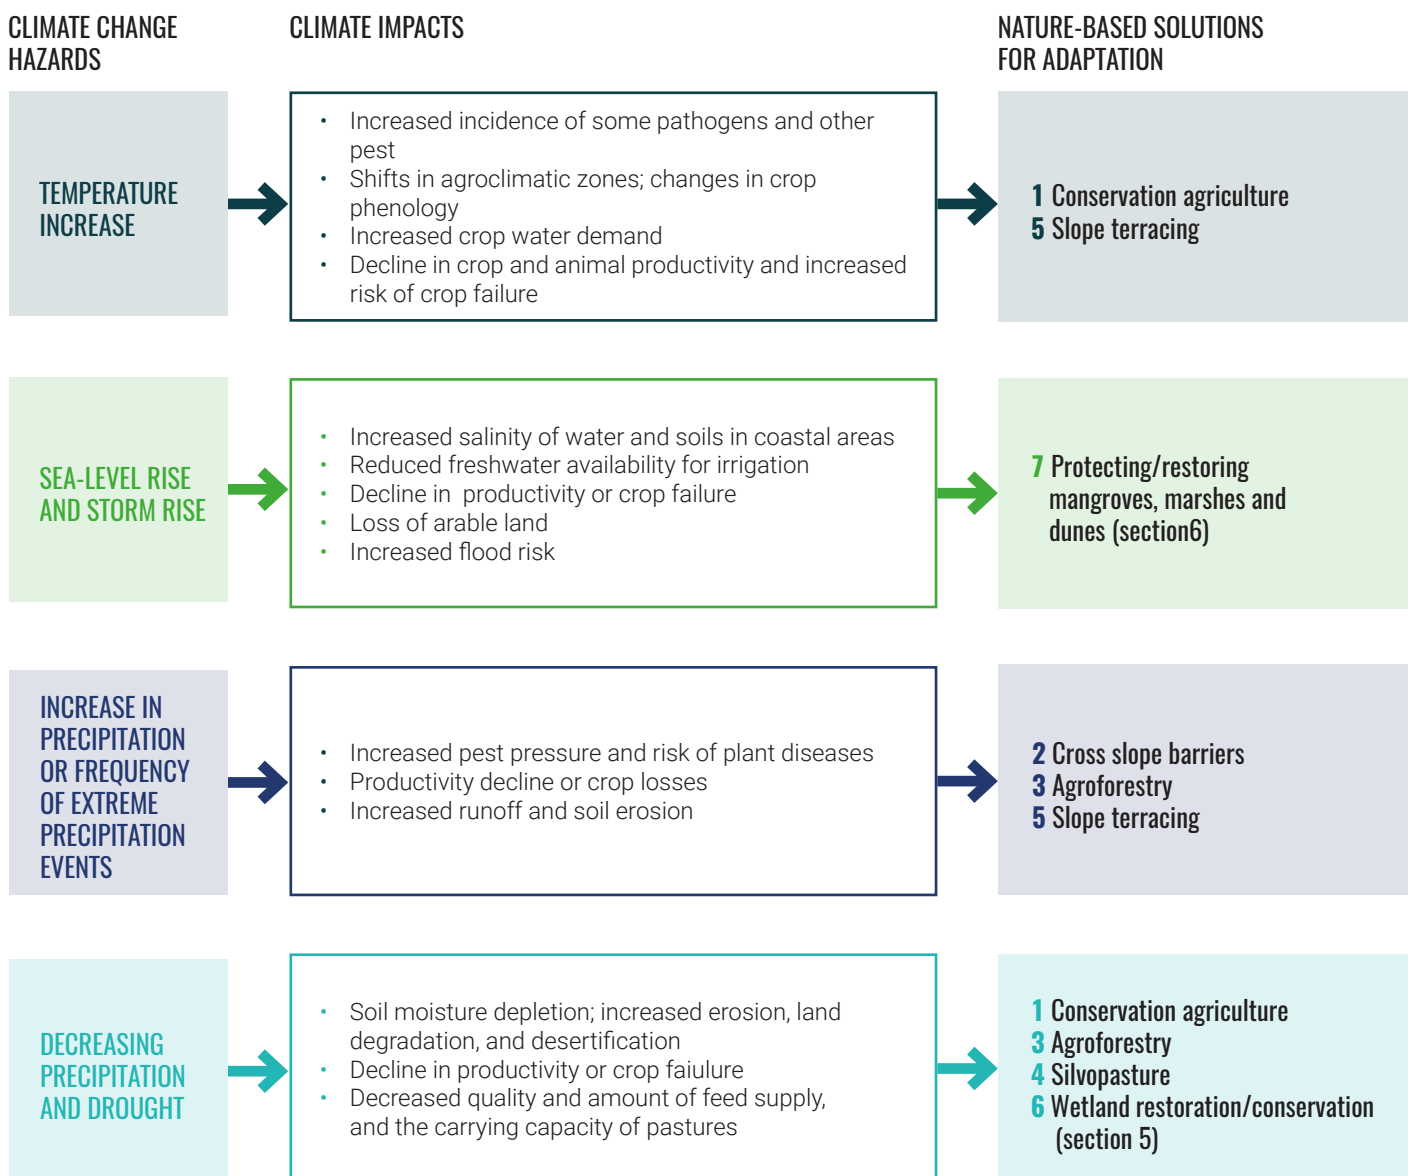 CLIMATE CHANGE
HAZARDS
CLIMATE IMPACTS
NATURE-BASED SOLUTIONS
FOR ADAPTATION
TEMPERATURE
INCREASE
• Increased incidence of some pathogens and other
pest
• Shifts in agroclimatic zones; changes in crop
phenology
• Increased crop water demand
• Decline in crop and animal productivity and increased
risk of crop failure
1 Conservation agriculture
5 Slope terracing
SEA-LEVEL RISE
AND STORM RISE
• Increased salinity of water and soils in coastal areas
• Reduced freshwater availability for irrigation
• Decline in productivity or crop failure
• Loss of arable land
• Increased flood risk
7 Protecting/restoring
mangroves, marshes and
dunes (section6)
INCREASE IN
PRECIPITATION
OR FREQUENCY
OF EXTREME
PRECIPITATION
EVENTS
• Increased pest pressure and risk of plant diseases
• Productivity decline or crop losses
• Increased runoff and soil erosion
2 Cross slope barriers
3 Agroforestry
5 Slope terracing
DECREASING
PRECIPITATION
AND DROUGHT
• Soil moisture depletion; increased erosion, land
degradation, and desertification
• Decline in productivity or crop faiulure
• Decreased quality and amount of feed supply,
and the carrying capacity of pastures
1 Conservation agriculture
3 Agroforestry
4 Silvopasture
6 Wetland restoration/conservation
(section 5)